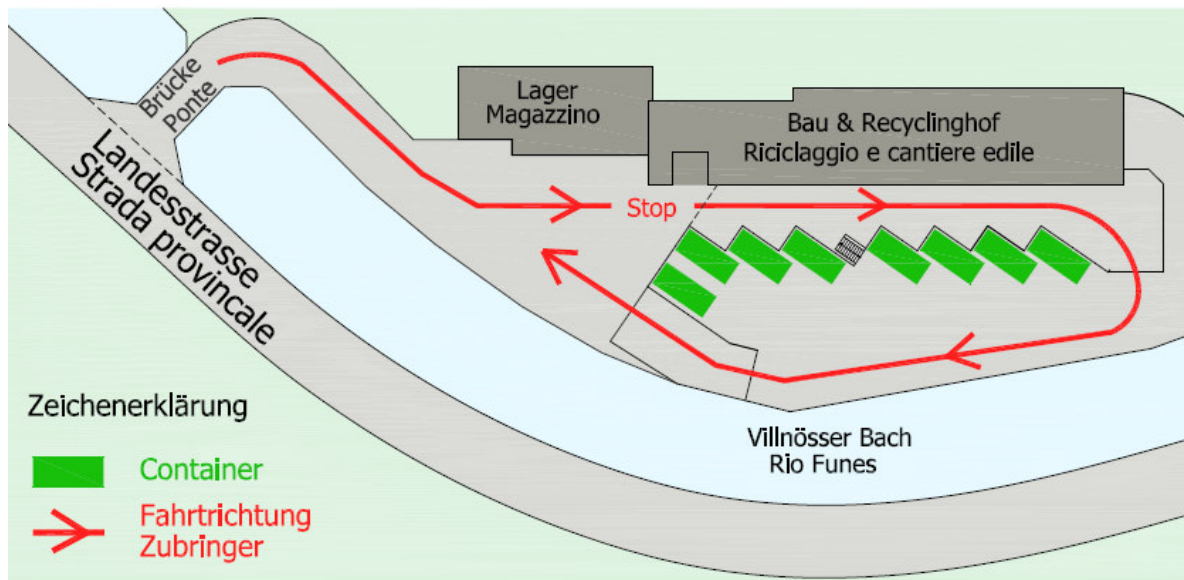 Brücke
Ponte
Landesstrasse
Strada provincale
Lager
Magazzino
Bau & Recyclinghof
Riciclaggio e cantiere edile
Stop
Villnösser Bach
Rio Funes
Zeichenerklärung
Container
Fahrtrichtung
Zubringer